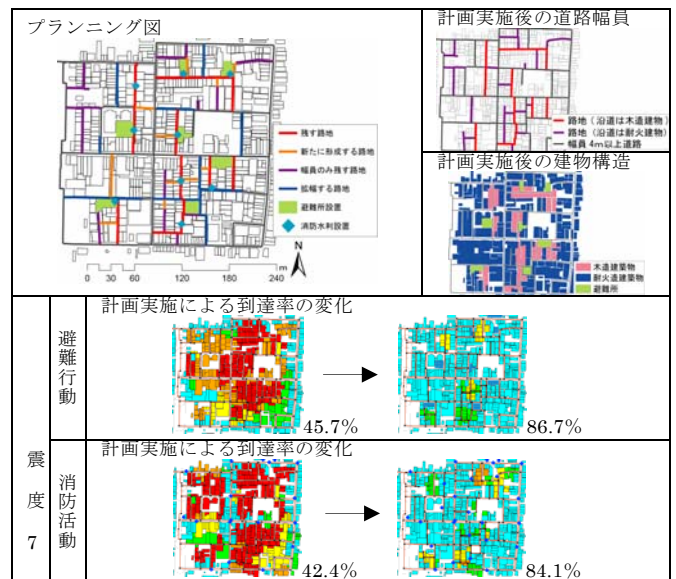 プランニング図
残す路地
新たに形成する路地
幅員のみ残す路地
拡幅する路地
避難所設置
消防水利設置
N
0 30 60 120 180 240 m
計画実施後の道路幅員
路地（沿道は木造建物）
路地（沿道は耐火建物）
幅員 4m以上道路
計画実施後の建物構造
木造建築物
耐火造建築物
避難所
震度 7
避難行動
計画実施による到達率の変化
45.7%
86.7%
消防活動
計画実施による到達率の変化
42.4%
84.1%